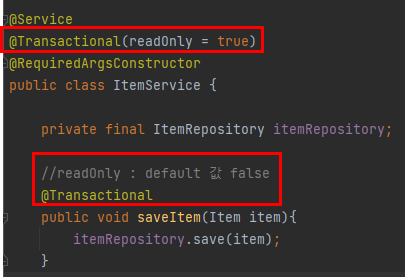 @Service
@Transactional(readOnly = true)
@RequiredArgsConstructor
public class ItemService {
private final ItemRepository itemRepository;
//readOnly : default 값 false
@Transactional
public void saveItem(Item item){
itemRepository.save(item);
}